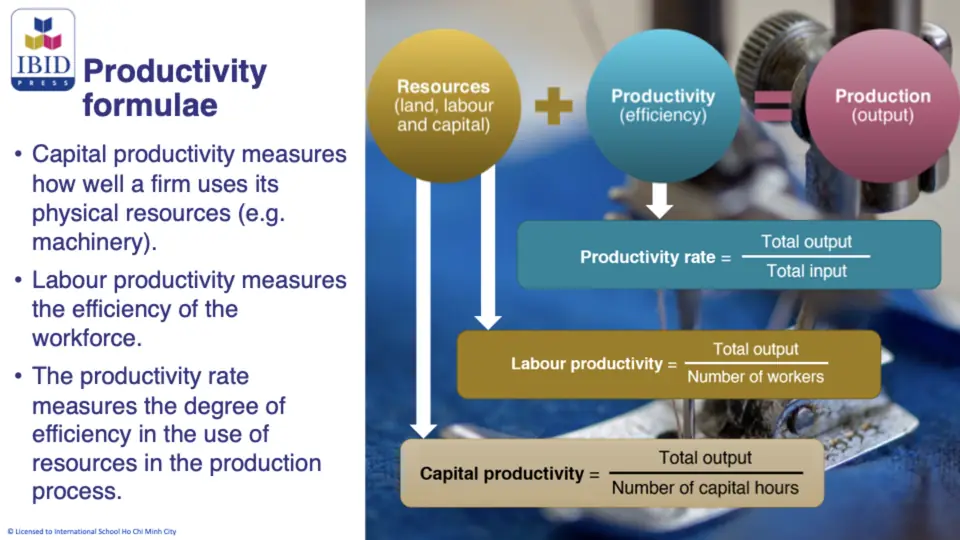 IBID
PRESS
Productivity
formulae
• Capital productivity measures
how well a firm uses its
physical resources (e.g.
machinery).
• Labour productivity measures
the efficiency of the
workforce.
• The productivity rate
measures the degree of
efficiency in the use of
resources in the production
process.
© Licensed to International School Ho Chi Minh City
Resources
(land, labour
and capital)
+
Productivity
(efficiency)
=
Production
(output)
Productivity rate = Total output
Total input
Labour productivity = Total output
Number of workers
Capital productivity = Total output
Number of capital hours